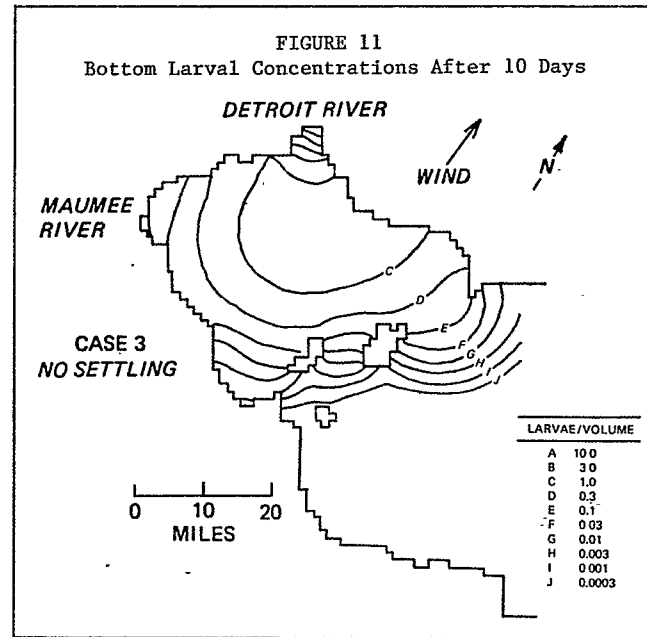 FIGURE 11
Bottom Larval Concentrations After 10 Days
DETROIT RIVER
WIND
N
MAUMEE
RIVER
C
D
E
F
G
H
I
J
CASE 3
NO SETTLING
0 10 20
MILES
LARVAE/VOLUME
A 10 0
B 3 0
C 1.0
D 0.3
E 0.1
F 0 03
G 0.01
H 0.003
I 0 001
J 0.0003